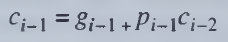 c_{i-1} = g_{i-1} + p_{i-1}c_{i-2}